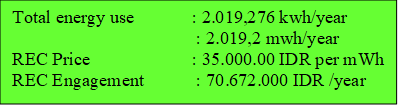 Total energy use : 2.019,276 kwh/year
: 2.019,2 mwh/year
REC Price : 35.000.00 IDR per mWh
REC Engagement : 70.672.000 IDR /year